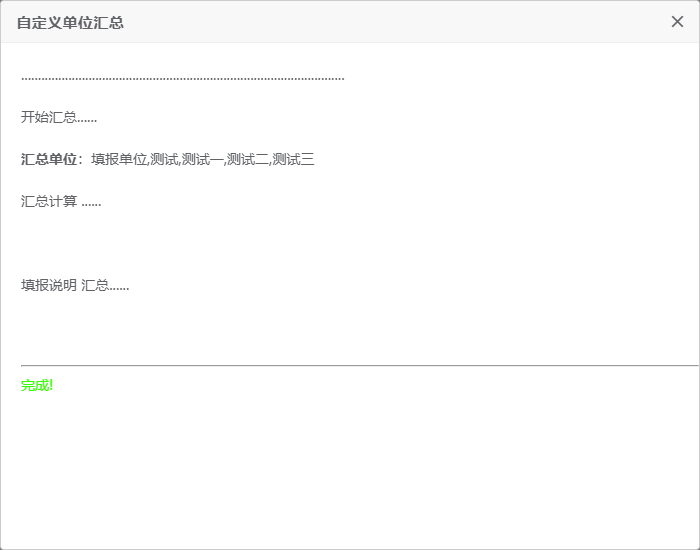 自定义单位汇总
................................................................................................
开始汇总......
汇总单位：填报单位,测试,测试一,测试二,测试三
汇总计算 ......
填报说明 汇总......
完成!